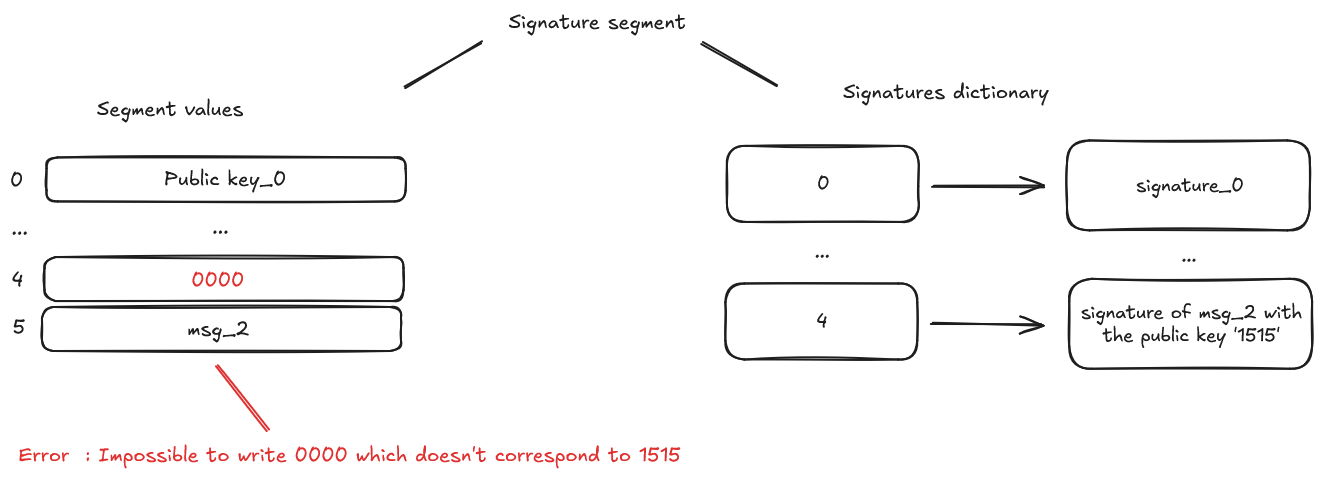 Signature segment
Segment values
Signatures dictionary
0
Public key_0
0
signature_0
...
...
...
...
4
0000
4
signature of msg_2 with
the public key '1515'
5
msg_2
Error : Impossible to write 0000 which doesn't correspond to 1515